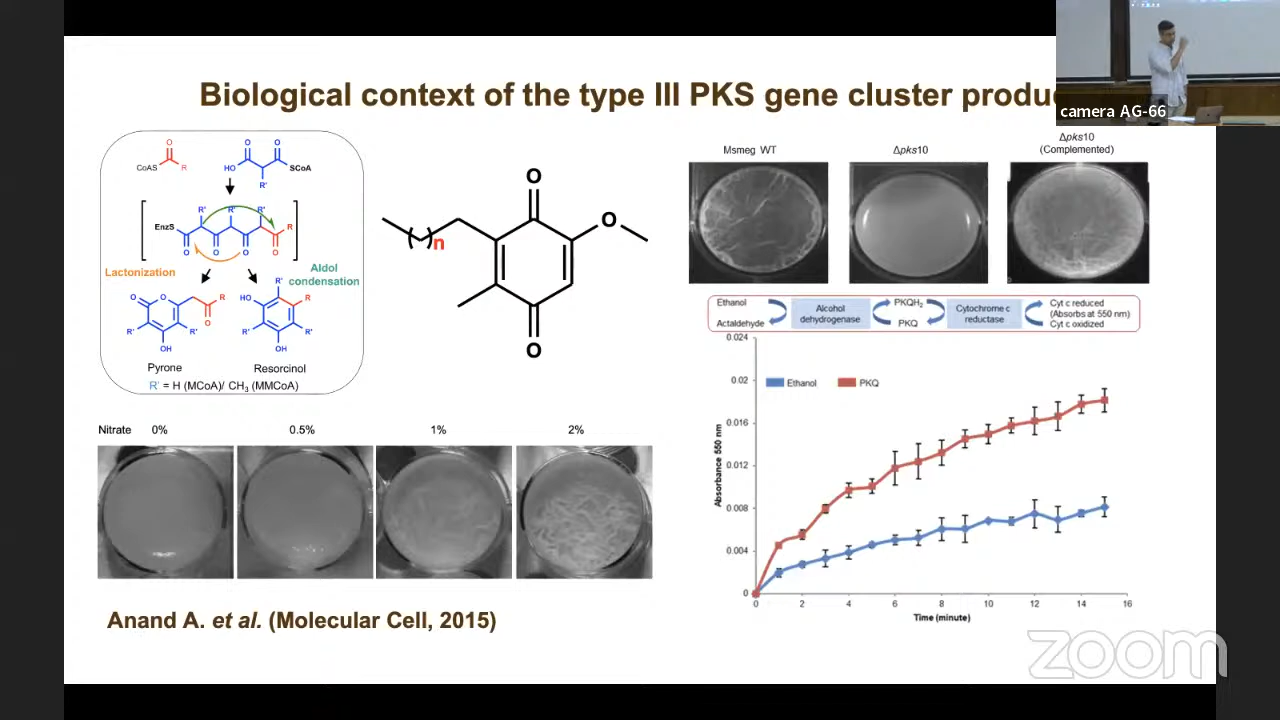 Biological context of the type III PKS gene cluster produc
camera AG-66
O
O O
CoAS R
HO SCoA
R'
R' R' R'
EnzS R
O O O O
Lactonization
Aldol
condensation
O O R
O
R' R'
OH
R'
HO R
R' R'
OH
Pyrone
Resorcinol
R' = H (MCoA)/ CH3 (MMCoA)
O
O
n
O
Nitrate 0% 0.5% 1% 2%
Anand A. et al. (Molecular Cell, 2015)
Msmeg WT
Δpks10
Δpks10
(Complemented)
Ethanol
Actaldehyde
Alcohol
dehydrogenase
PKQH2
PKQ
Cytochrome c
reductase
Cyt c reduced
(Absorbs at 550 nm)
Cyt c oxidized
Ethanol PKQ
Absorbance 550 nm
0.024
0.02
0.016
0.012
0.008
0.004
0
0 2 4 6 8 10 12 14 16
Time (minute)
zoom